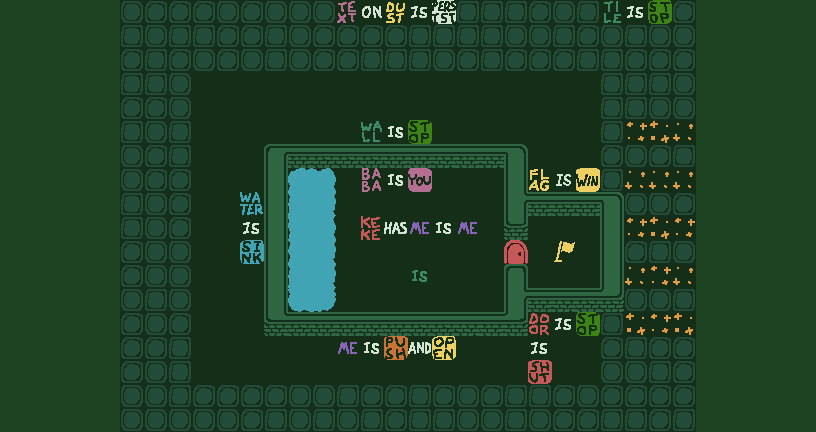 TEXT ON DUST IS PERSIST
TILE IS STOP
WALL IS STOP
BABA IS YOU
FLAG IS WIN
WATER
IS
SINK
KEKE HAS ME IS ME
IS
DOOR IS STOP
ME IS PUSH AND OPEN
IS
SHUT